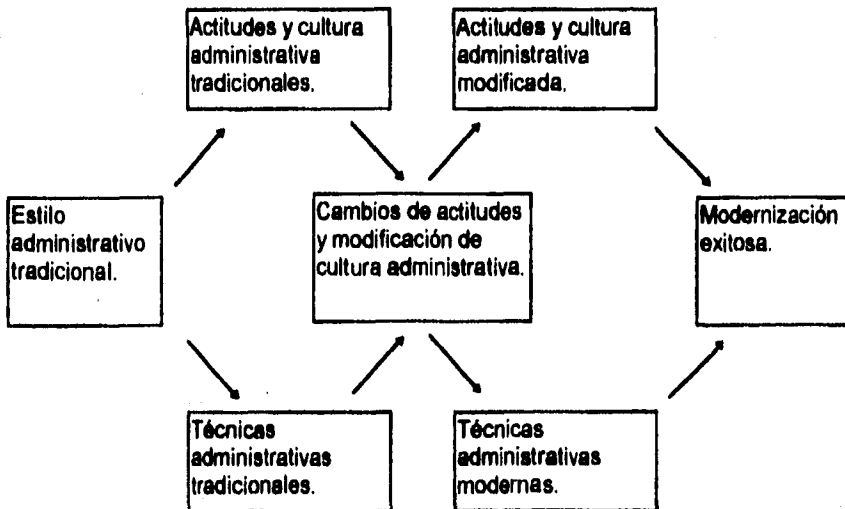 Actitudes y cultura
administrativa
tradicionales.
Actitudes y cultura
administrativa
modificada.
Estilo
administrativo
tradicional.
Cambios de actitudes
y modificación de
cultura administrativa.
Modernización
exitosa.
Técnicas
administrativas
tradicionales.
Técnicas
administrativas
modernas.